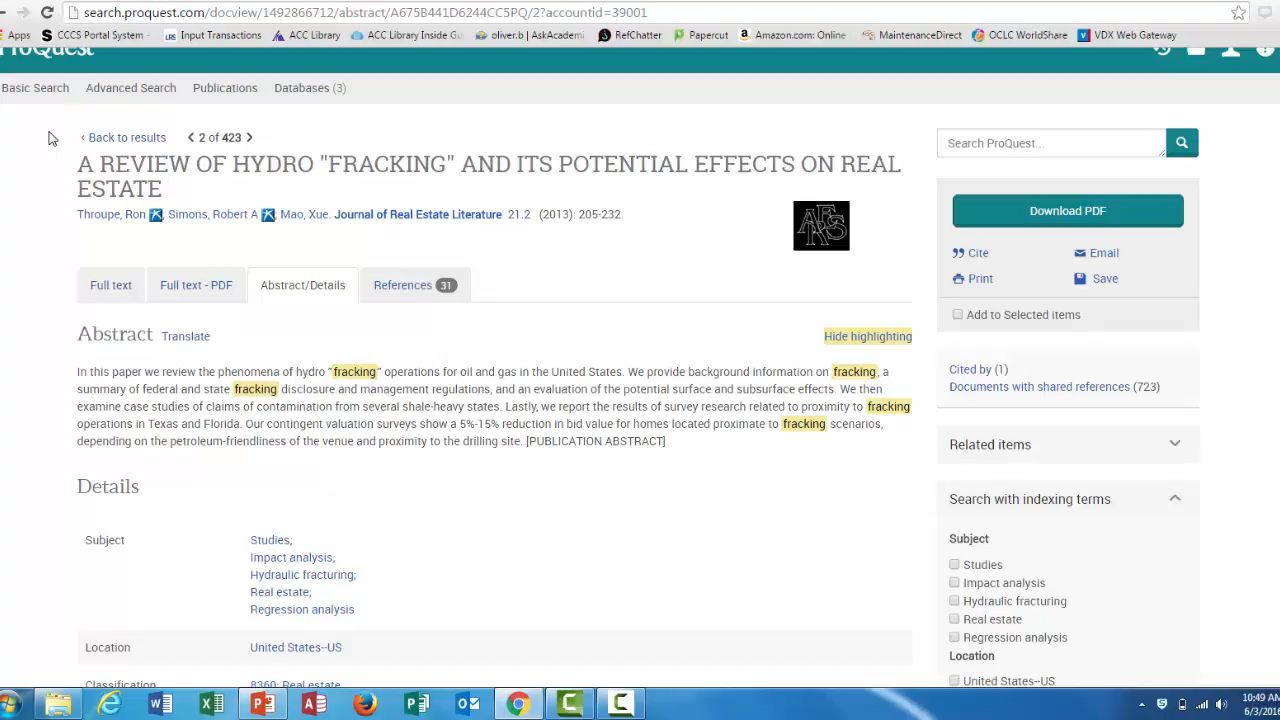 search.proquest.com/docview/1492866712/abstract/A675B441D6244CC5PQ/2?accountid=39001
Apps CCCS Portal System - Input Transactions ACC Library ACC Library Inside Gu oliver.b | AskAcademi RefChatter Papercut Amazon.com: Online MaintenanceDirect OCLC WorldShare VDX Web Gateway
ProQuest
Basic Search Advanced Search Publications Databases (3)
‹ Back to results 2 of 423
A REVIEW OF HYDRO "FRACKING" AND ITS POTENTIAL EFFECTS ON REAL
ESTATE
Throupe, Ron; Simons, Robert A; Mao, Xue. Journal of Real Estate Literature 21.2 (2013): 205-232.
ARES
Full text Full text - PDF Abstract/Details References 31
Abstract Translate Hide highlighting
In this paper we review the phenomena of hydro "fracking" operations for oil and gas in the United States. We provide background information on fracking, a
summary of federal and state fracking disclosure and management regulations, and an evaluation of the potential surface and subsurface effects. We then
examine case studies of claims of contamination from several shale-heavy states. Lastly, we report the results of survey research related to proximity to fracking
operations in Texas and Florida. Our contingent valuation surveys show a 5%-15% reduction in bid value for homes located proximate to fracking scenarios,
depending on the petroleum-friendliness of the venue and proximity to the drilling site. [PUBLICATION ABSTRACT]
Details
Subject Studies;
Impact analysis;
Hydraulic fracturing;
Real estate;
Regression analysis
Location United States--US
Classification 8360: Real estate
Search ProQuest...
Download PDF
Cite Email
Print Save
Add to Selected items
Cited by (1)
Documents with shared references (723)
Related items
Search with indexing terms
Subject
Studies
Impact analysis
Hydraulic fracturing
Real estate
Regression analysis
Location
United States--US
10:49 AM
6/3/2016